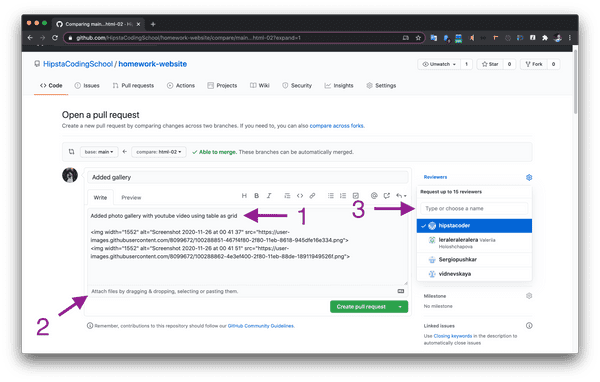 Comparing main...html-02 · Hip
github.com/HipstaCodingSchool/homework-website/compare/main...html-02?expand=1
HipstaCodingSchool / homework-website
Unwatch 1
Star 0
Fork 0
Code
Issues
Pull requests
Actions
Projects
Wiki
Security
Insights
Settings
Open a pull request
Create a new pull request by comparing changes across two branches. If you need to, you can also compare across forks.
base: main
compare: html-02
Able to merge. These branches can be automatically merged.
Added gallery
Write
Preview
H B I
Added photo gallery with youtube video using table as grid
1
<img width="1552" alt="Screenshot 2020-11-26 at 00 41 37" src="https://user-
images.githubusercontent.com/8099672/100288851-46714f80-2f80-11eb-8618-945dfe16e334.png">
<img width="1552" alt="Screenshot 2020-11-26 at 00 41 51" src="https://user-
images.githubusercontent.com/8099672/100288862-4e3ef400-2f80-11eb-88de-18911949526f.png">
2
Attach files by dragging & dropping, selecting or pasting them.
Create pull request
Remember, contributions to this repository should follow our GitHub Community Guidelines.
Reviewers
3
Request up to 15 reviewers
Type or choose a name
hipstacoder
leraleraleralera Valeriia
Holoshchapova
Sergiopushkar
vidnevskaya
Milestone
No milestone
Linked issues
Use Closing keywords in the description to
automatically close issues